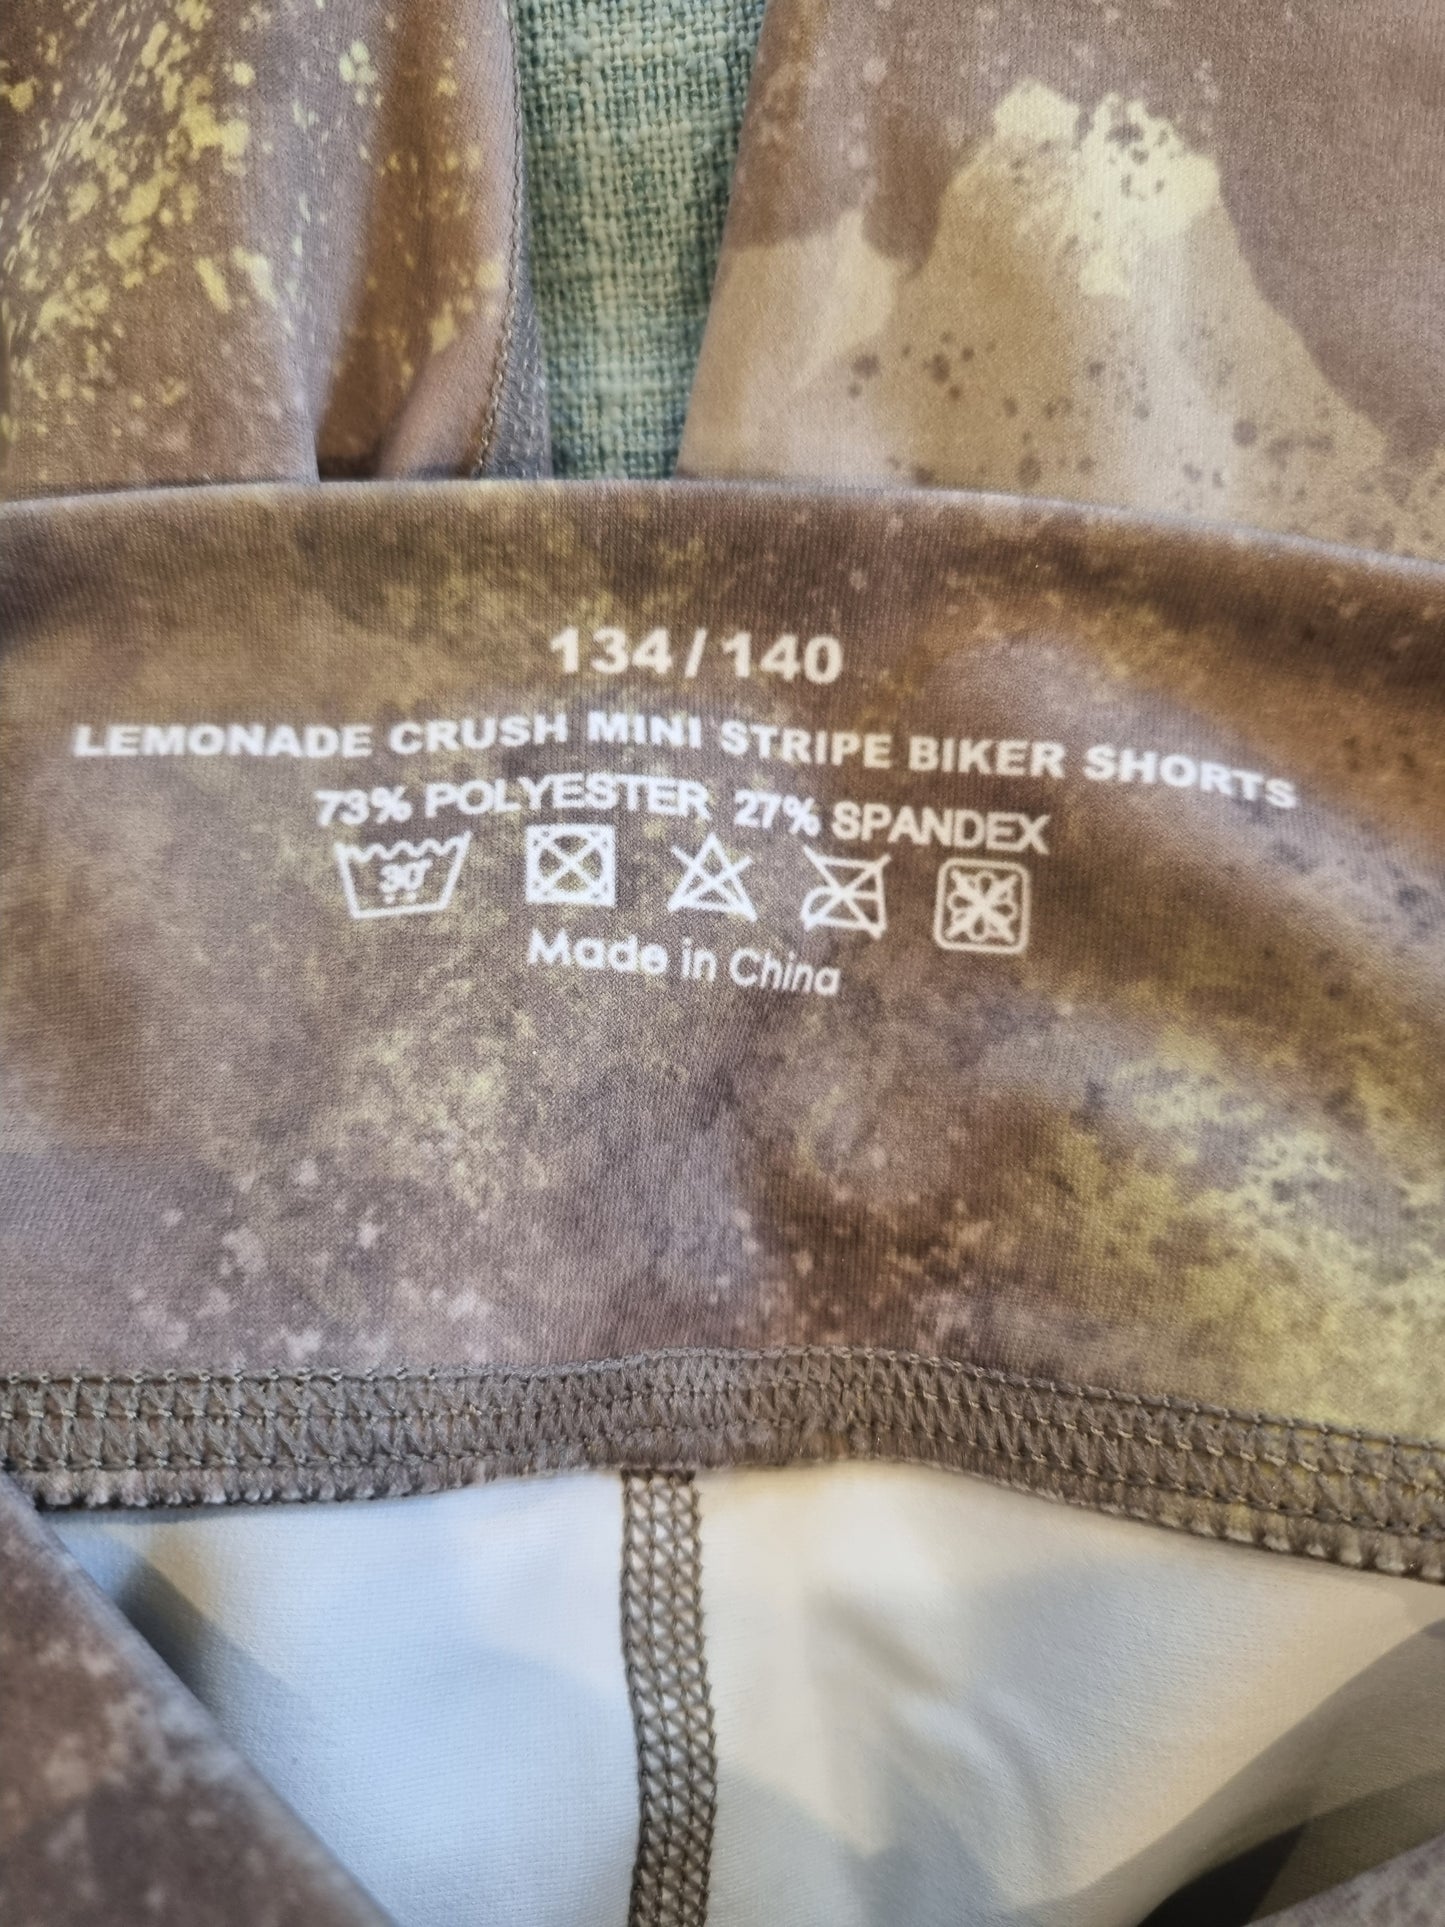 134/140
LEMONADE CRUSH MINI STRIPE BIKER SHORTS
73% POLYESTER 27% SPANDEX
30°
Made in China